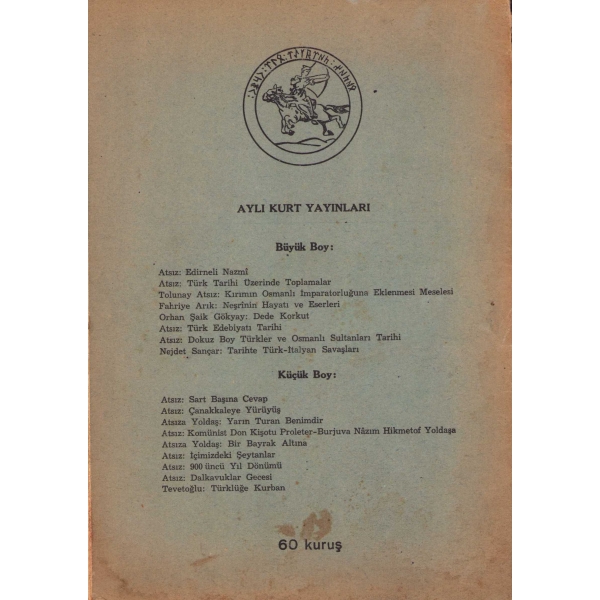 AYLI KURT YAYINLARI
Büyük Boy:
Atsız: Edirneli Nazmî
Atsız: Türk Tarihi Üzerinde Toplamalar
Tolunay Atsız: Kırımın Osmanlı İmparatorluğuna Eklenmesi Meselesi
Fahriye Arık: Neşrînin Hayatı ve Eserleri
Orhan Şaik Gökyay: Dede Korkut
Atsız: Türk Edebiyatı Tarihi
Atsız: Dokuz Boy Türkler ve Osmanlı Sultanları Tarihi
Nejdet Sançar: Tarihte Türk-İtalyan Savaşları
Küçük Boy:
Atsız: Sart Başına Cevap
Atsız: Çanakkaleye Yürüyüş
Atsıza Yoldaş: Yarın Turan Benimdir
Atsız: Komünist Don Kişotu Proleter-Burjuva Nâzım Hikmetof Yoldaşa
Atsıza Yoldaş: Bir Bayrak Altına
Atsız: İçimizdeki Şeytanlar
Atsız: 900 üncü Yıl Dönümü
Atsız: Dalkavuklar Gecesi
Tevetoğlu: Türklüğe Kurban
60 kuruş